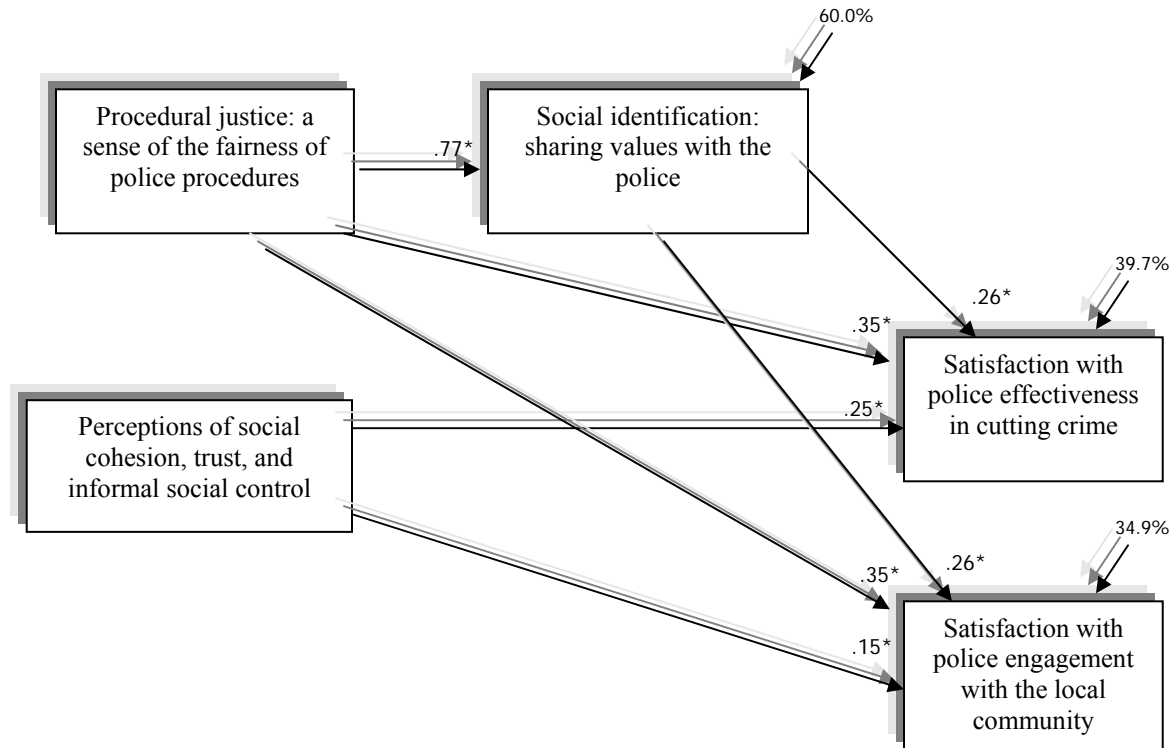 60.0%
Procedural justice: a
sense of the fairness of
police procedures
.77*
Social identification:
sharing values with the
police
39.7%
.26*
.35*
Satisfaction with
police effectiveness
in cutting crime
.25*
Perceptions of social
cohesion, trust, and
informal social control
34.9%
.26*
.35*
.15*
Satisfaction with
police engagement
with the local
community